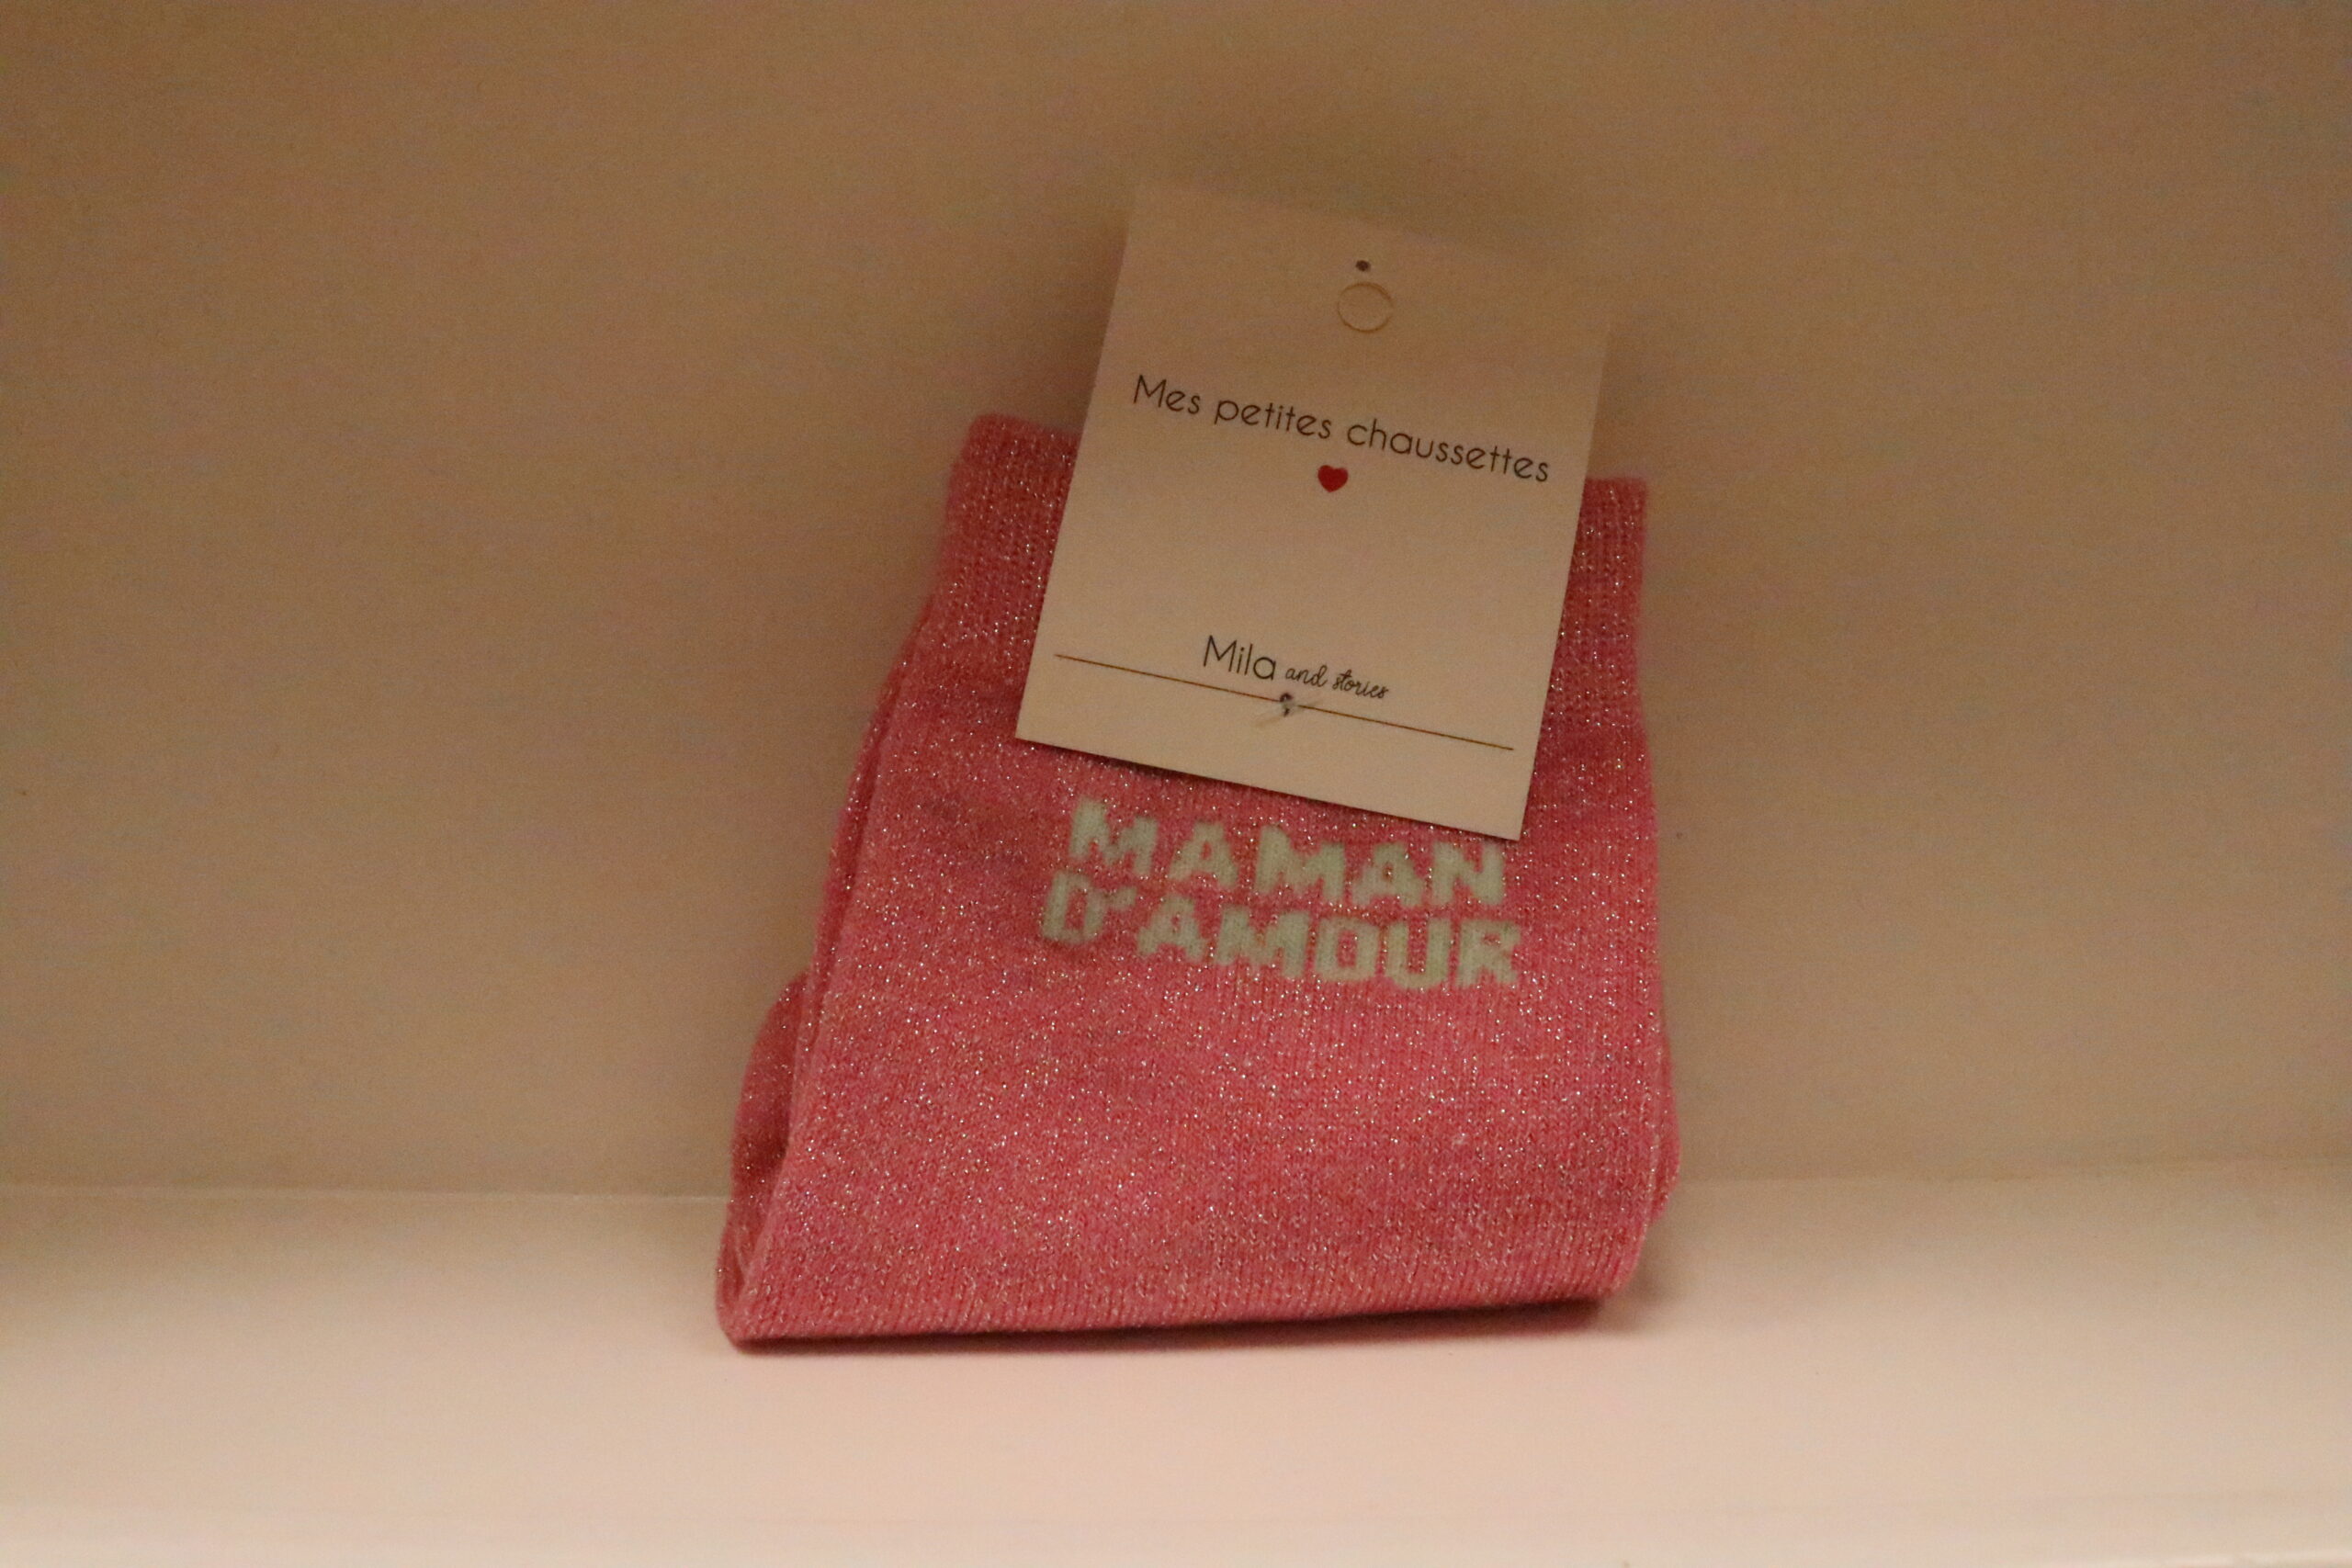 Mes petites chaussettes
Mila and stories
MAMAN
D'AMOUR